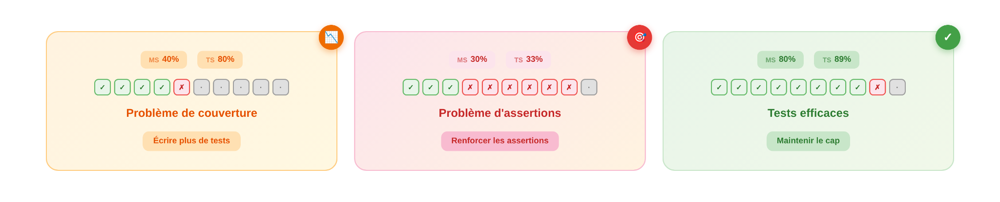 MS 40% TS 80%
✓ ✓ ✓ ✓ ✗ · · · · ·
Problème de couverture
Écrire plus de tests
MS 30% TS 33%
✓ ✓ ✓ ✗ ✗ ✗ ✗ ✗ ✗ ·
Problème d'assertions
Renforcer les assertions
✓
MS 80% TS 89%
✓ ✓ ✓ ✓ ✓ ✓ ✓ ✓ ✗ ·
Tests efficaces
Maintenir le cap